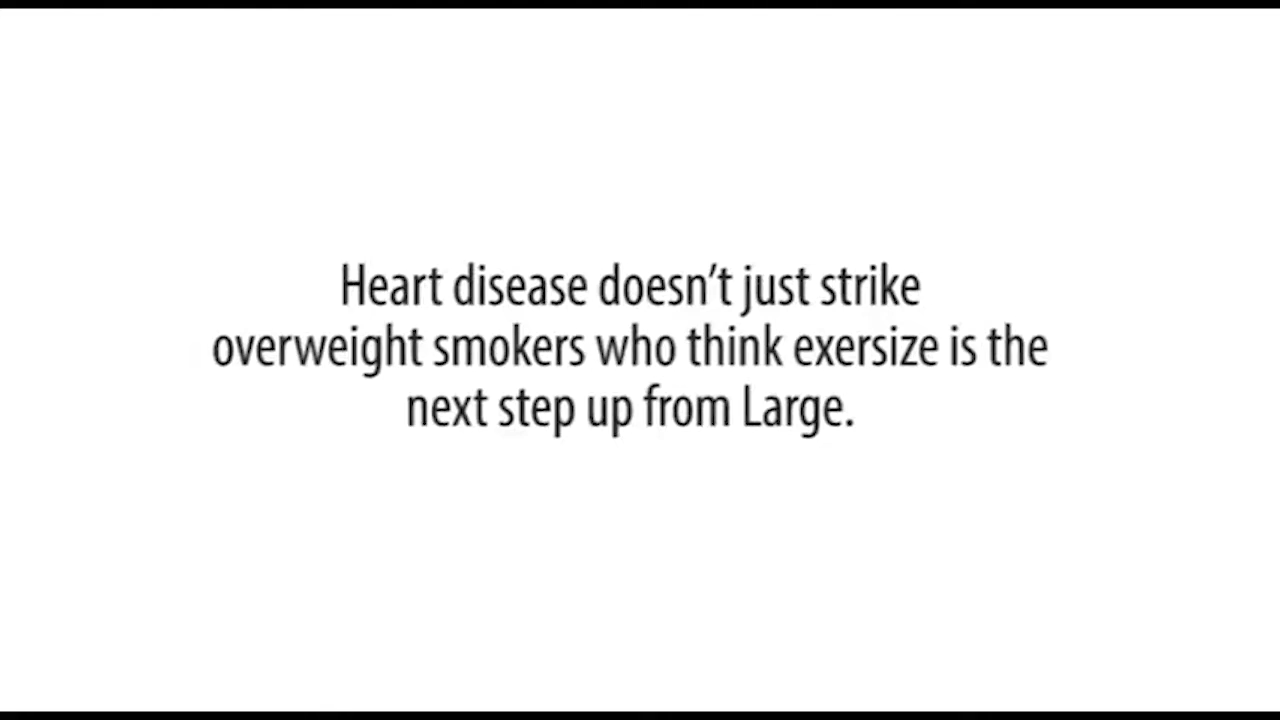 Heart disease doesn’t just strike
overweight smokers who think exersize is the
next step up from Large.